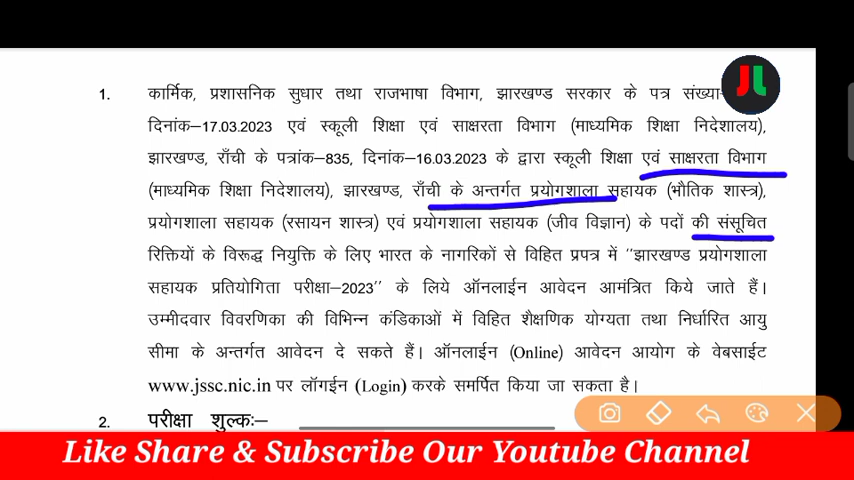 1. कार्मिक, प्रशासनिक सुधार तथा राजभाषा विभाग, झारखण्ड सरकार के पत्र संख्या-
JL
दिनांक–17.03.2023 एवं स्कूली शिक्षा एवं साक्षरता विभाग (माध्यमिक शिक्षा निदेशालय),
झारखण्ड, राँची के पत्रांक–835, दिनांक–16.03.2023 के द्वारा स्कूली शिक्षा एवं साक्षरता विभाग
(माध्यमिक शिक्षा निदेशालय), झारखण्ड, राँची के अन्तर्गत प्रयोगशाला सहायक (भौतिक शास्त्र),
प्रयोगशाला सहायक (रसायन शास्त्र) एवं प्रयोगशाला सहायक (जीव विज्ञान) के पदों की संसूचित
रिक्तियों के विरूद्ध नियुक्ति के लिए भारत के नागरिकों से विहित प्रपत्र में ''झारखण्ड प्रयोगशाला
सहायक प्रतियोगिता परीक्षा–2023'' के लिये ऑनलाईन आवेदन आमंत्रित किये जाते हैं।
उम्मीदवार विवरणिका की विभिन्न कंडिकाओं में विहित शैक्षणिक योग्यता तथा निर्धारित आयु
सीमा के अन्तर्गत आवेदन दे सकते हैं। ऑनलाईन (Online) आवेदन आयोग के वेबसाईट
www.jssc.nic.in पर लॉगईन (Login) करके समर्पित किया जा सकता है।
2. परीक्षा शुल्कः–
Like Share & Subscribe Our Youtube Channel